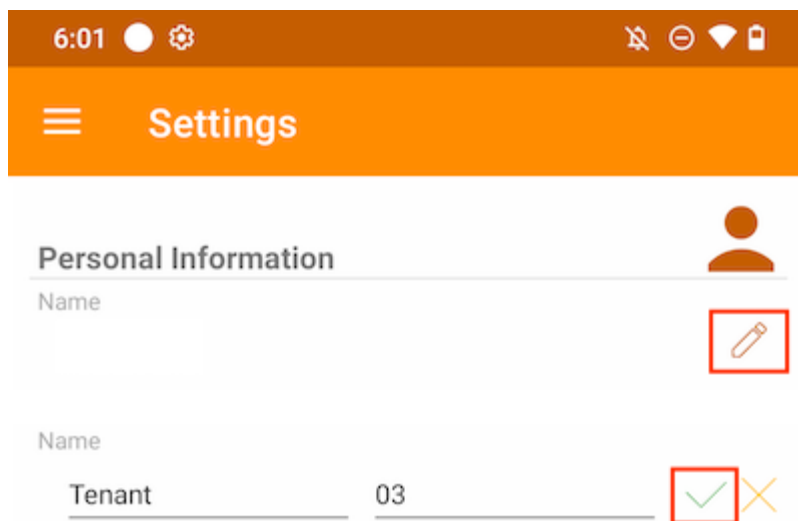 6:01
Settings
Personal Information
Name
Name
Tenant 03